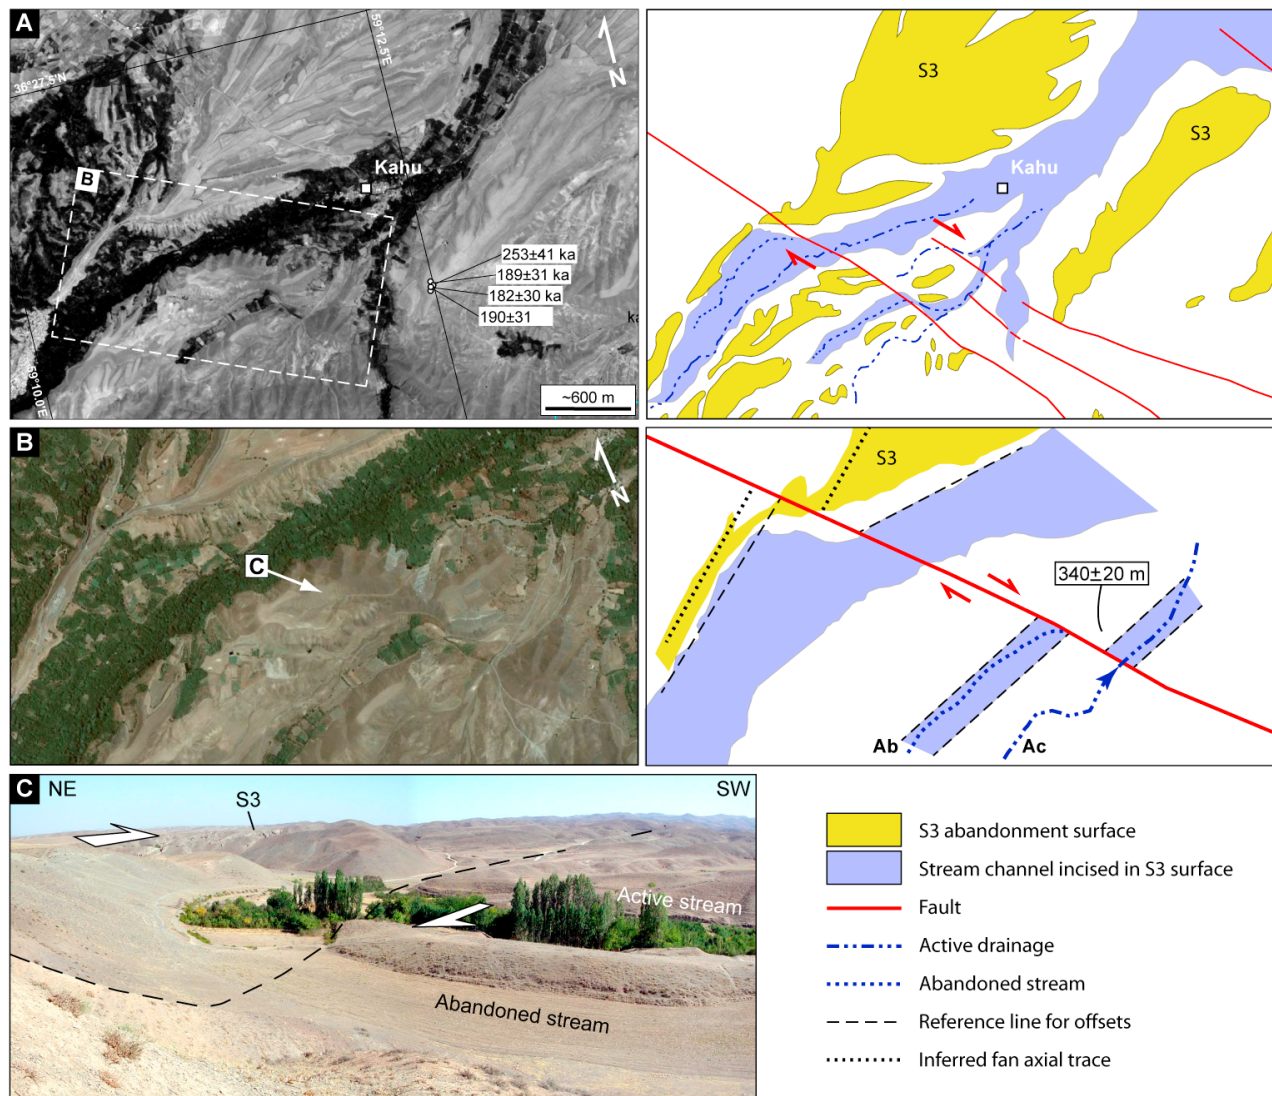 A
36°27.5'N
59°12.5'E
N
Kahu
B
253±41 ka
189±31 ka
182±30 ka
190±31
ka
59°10.0'E
~600 m
S3
S3
Kahu
B
N
C
S3
340±20 m
Ab
Ac
C
NE
SW
S3
Active stream
Abandoned stream
S3 abandonment surface
Stream channel incised in S3 surface
Fault
Active drainage
Abandoned stream
Reference line for offsets
Inferred fan axial trace